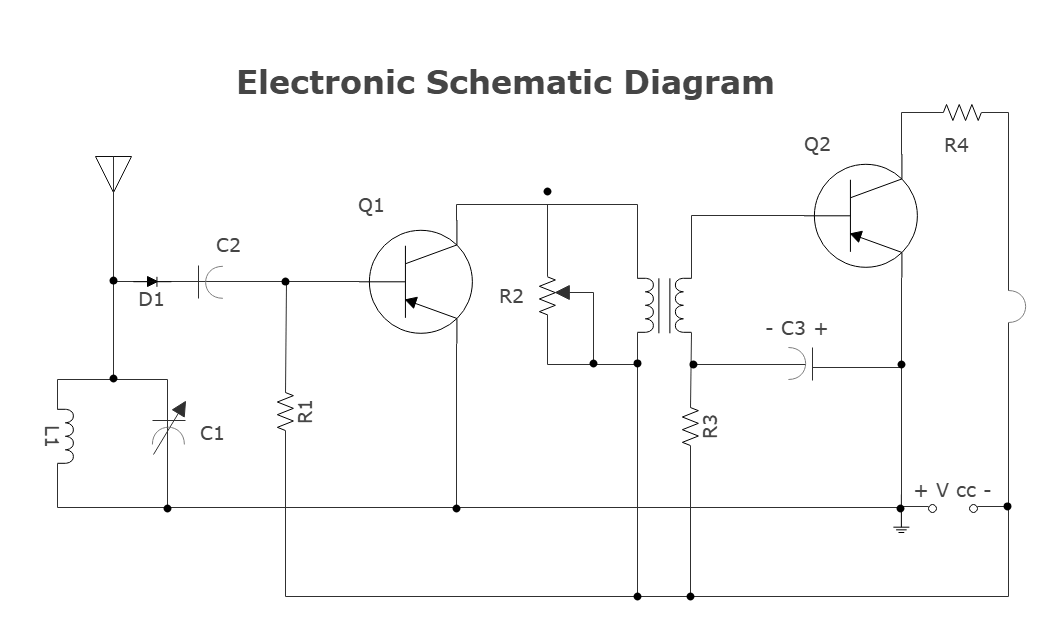 Electronic Schematic Diagram
Q2
R4
Q1
C2
D1
R2
- C3 +
R1
R3
L1
C1
+ V cc -